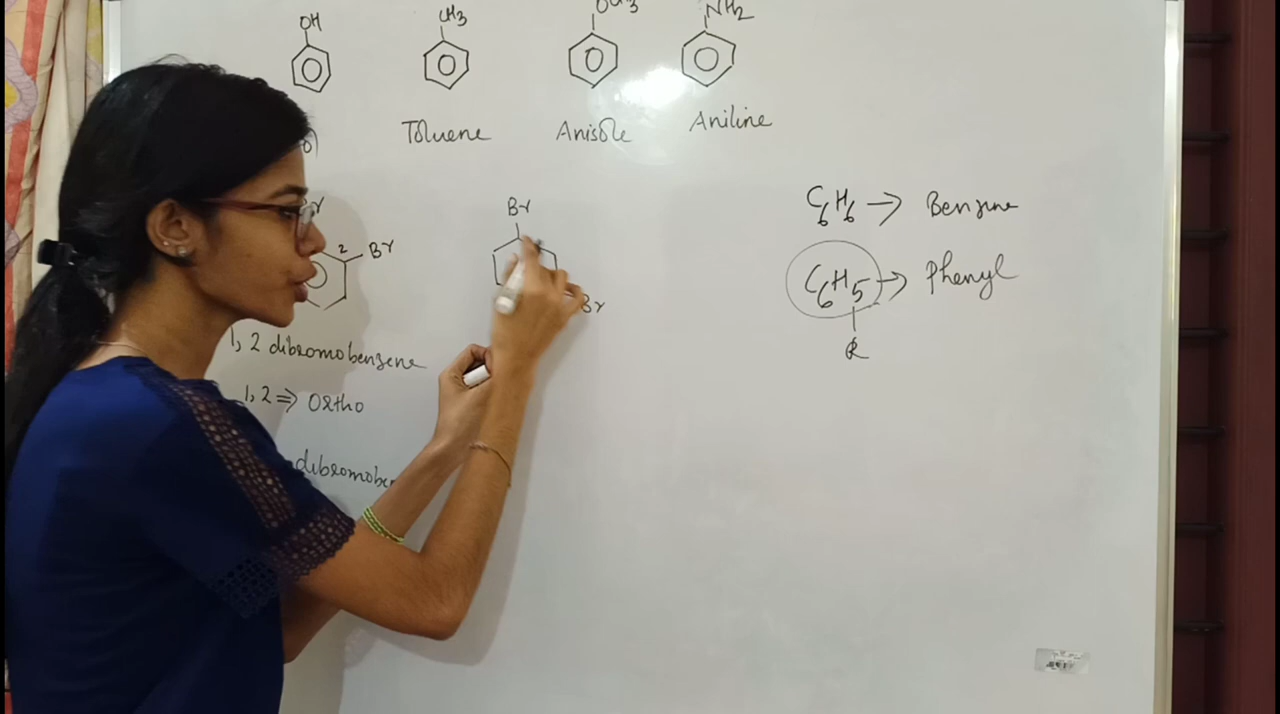 OH CH3 OCH3 NH2
Toluene Anisole Aniline
Br C6H6 → Benzene
2 Br C6H5 → Phenyl
Br
R
1, 2 dibromobenzene
1, 2 ⇒ Ortho
dibromobe